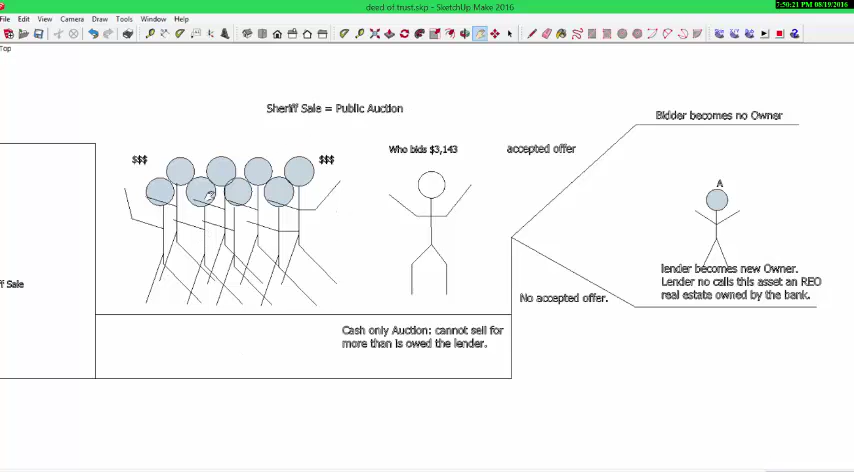 deed of trust.skp - SketchUp Make 2016
7:50:21 PM 08/19/2016
File Edit View Camera Draw Tools Window Help
Top
Sheriff Sale = Public Auction
Bidder becomes no Owner
$$$ $$$
Who bids $3,143
accepted offer
A
ff Sale
lender becomes new Owner.
Lender no calls this asset an REO
real estate owned by the bank.
No accepted offer.
Cash only Auction: cannot sell for
more than is owed the lender.